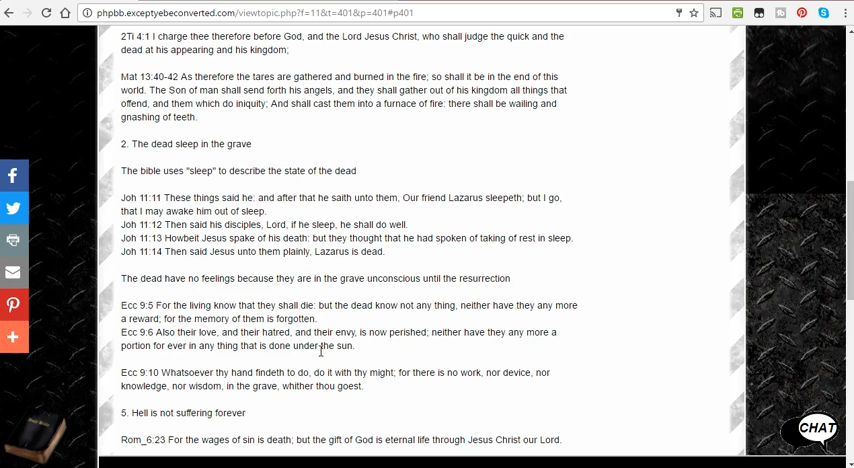 phpbb.exceptyebeconverted.com/viewtopic.php?f=11&t=401&p=401#p401
2Ti 4:1 I charge thee therefore before God, and the Lord Jesus Christ, who shall judge the quick and the
dead at his appearing and his kingdom;
Mat 13:40-42 As therefore the tares are gathered and burned in the fire; so shall it be in the end of this
world. The Son of man shall send forth his angels, and they shall gather out of his kingdom all things that
offend, and them which do iniquity; And shall cast them into a furnace of fire: there shall be wailing and
gnashing of teeth.
2. The dead sleep in the grave
The bible uses "sleep" to describe the state of the dead
Joh 11:11 These things said he: and after that he saith unto them, Our friend Lazarus sleepeth; but I go,
that I may awake him out of sleep.
Joh 11:12 Then said his disciples, Lord, if he sleep, he shall do well.
Joh 11:13 Howbeit Jesus spake of his death: but they thought that he had spoken of taking of rest in sleep.
Joh 11:14 Then said Jesus unto them plainly, Lazarus is dead.
The dead have no feelings because they are in the grave unconscious until the resurrection
Ecc 9:5 For the living know that they shall die: but the dead know not any thing, neither have they any more
a reward; for the memory of them is forgotten.
Ecc 9:6 Also their love, and their hatred, and their envy, is now perished; neither have they any more a
portion for ever in any thing that is done under the sun.
Ecc 9:10 Whatsoever thy hand findeth to do, do it with thy might; for there is no work, nor device, nor
knowledge, nor wisdom, in the grave, whither thou goest.
5. Hell is not suffering forever
Rom_6:23 For the wages of sin is death; but the gift of God is eternal life through Jesus Christ our Lord.
CHAT